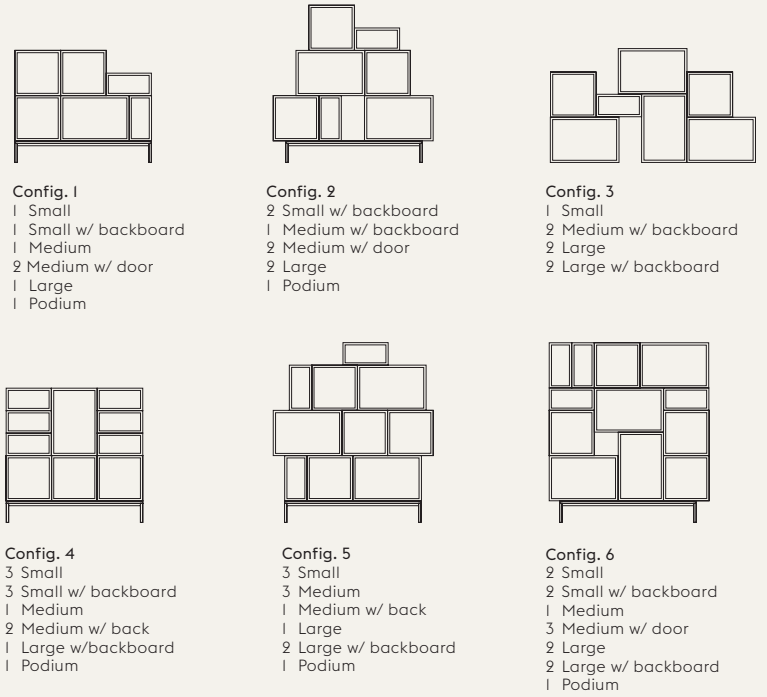 Config. 1
1 Small
1 Small w/ backboard
1 Medium
2 Medium w/ door
1 Large
1 Podium
Config. 2
2 Small w/ backboard
1 Medium w/ backboard
2 Medium w/ door
2 Large
1 Podium
Config. 3
1 Small
2 Medium w/ backboard
2 Large
2 Large w/ backboard
Config. 4
3 Small
3 Small w/ backboard
1 Medium
2 Medium w/ back
1 Large w/backboard
1 Podium
Config. 5
3 Small
3 Medium
1 Medium w/ back
1 Large
2 Large w/ backboard
1 Podium
Config. 6
2 Small
2 Small w/ backboard
1 Medium
3 Medium w/ door
2 Large
2 Large w/ backboard
1 Podium